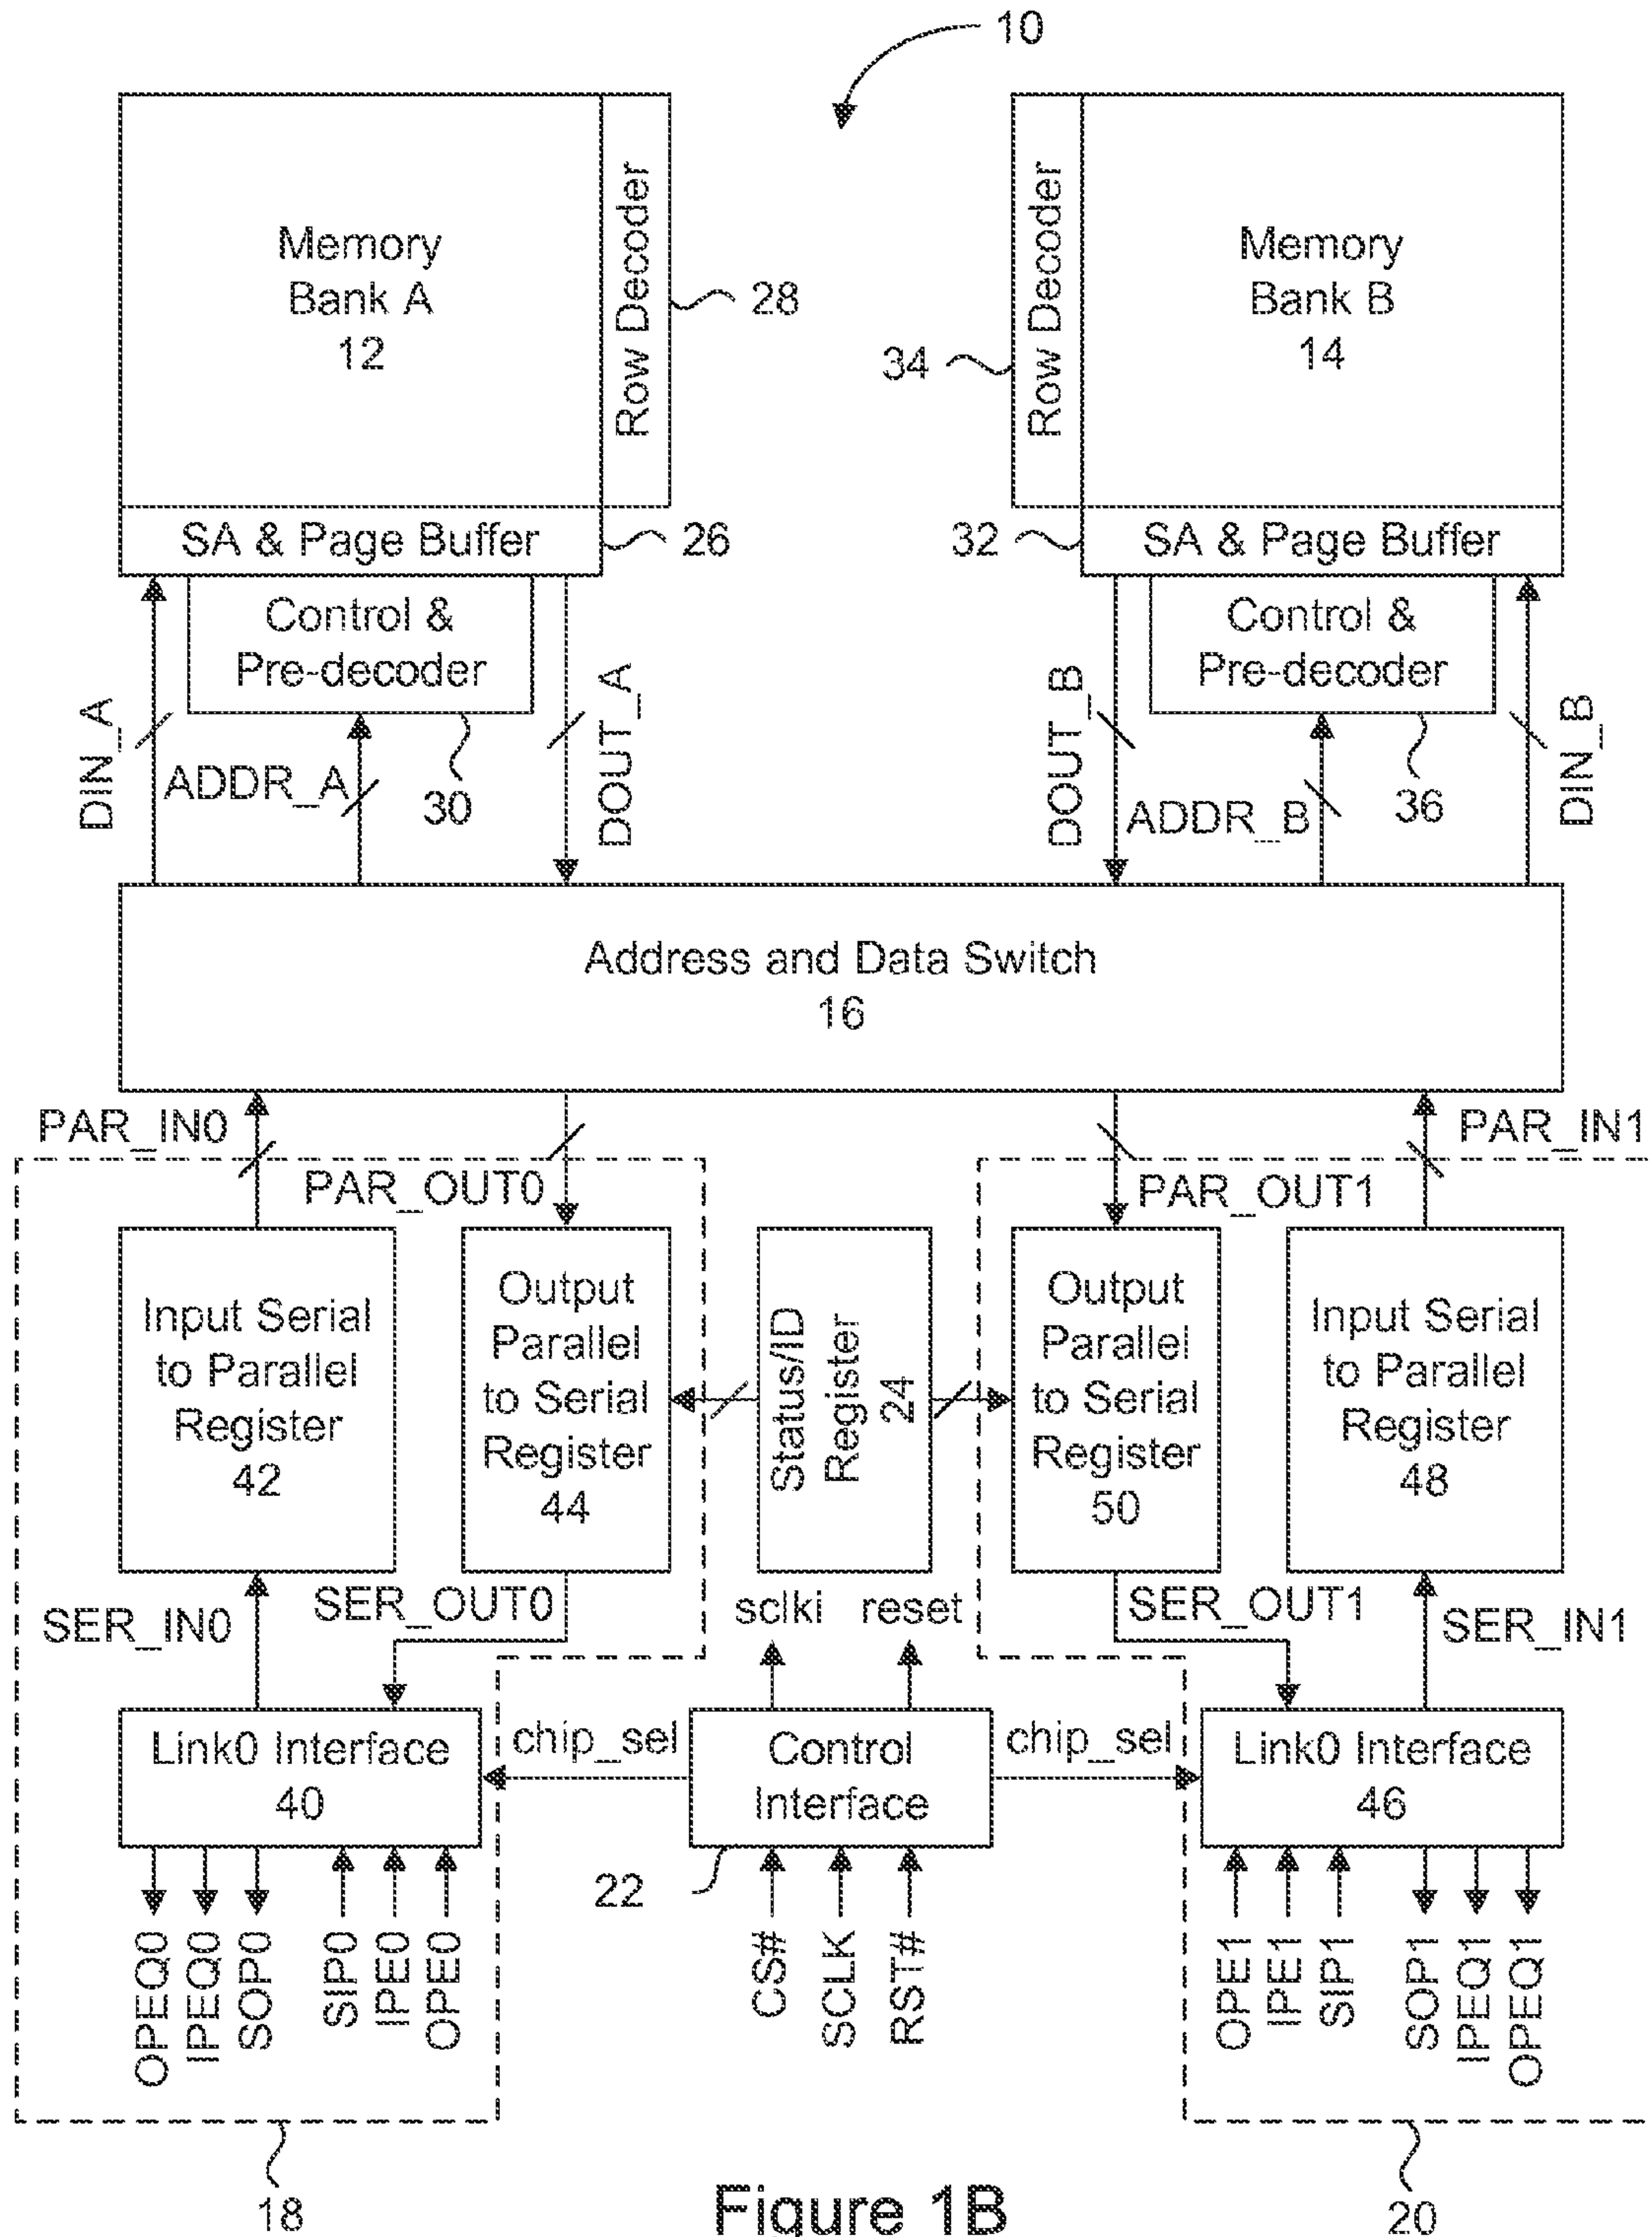 10
Memory
Bank A
12
Row Decoder
28
34
Row Decoder
Memory
Bank B
14
SA & Page Buffer
26
32
SA & Page Buffer
Control &
Pre-decoder
Control &
Pre-decoder
DIN_A
ADDR_A
30
DOUT_A
DOUT_B
ADDR_B
36
DIN_B
Address and Data Switch
16
PAR_IN0
PAR_OUT0
PAR_OUT1
PAR_IN1
Input Serial
to Parallel
Register
42
Output
Parallel
to Serial
Register
44
Status/ID
Register
24
Output
Parallel
to Serial
Register
50
Input Serial
to Parallel
Register
48
SER_IN0
SER_OUT0
sclki
reset
SER_OUT1
SER_IN1
Link0 Interface
40
chip_sel
Control
Interface
chip_sel
Link0 Interface
46
22
OPEQ0
IPEQ0
SOP0
SIP0
IPE0
OPE0
CS#
SCLK
RST#
OPE1
IPE1
SIP1
SOP1
IPEQ1
OPEQ1
18
Figure 1B
20